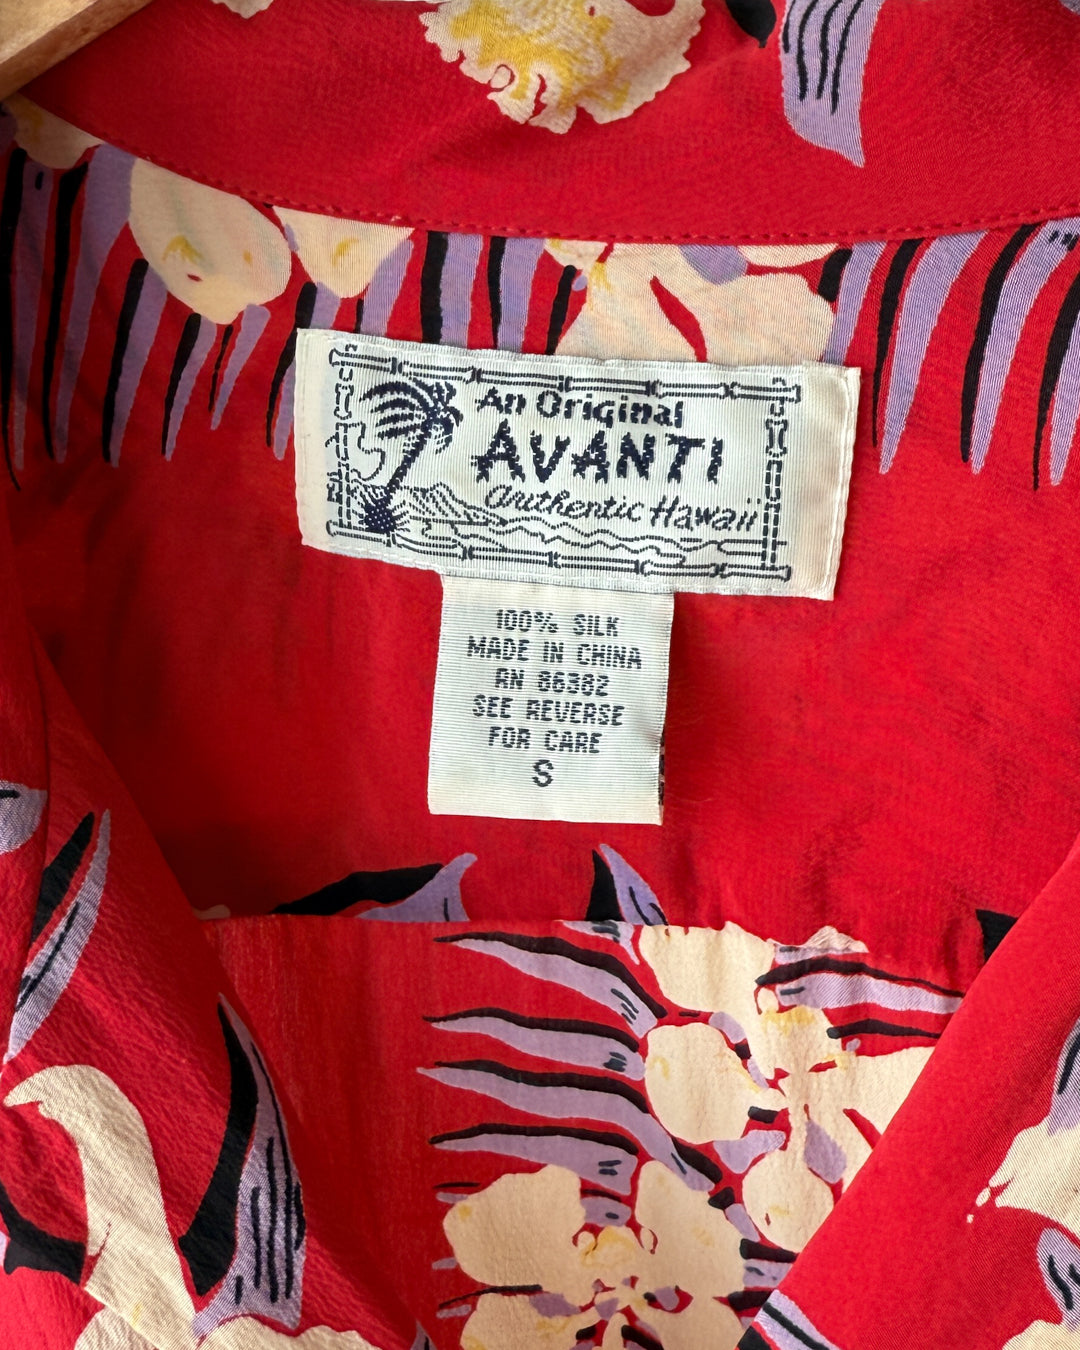 An Original
AVANTI
Authentic Hawaii
100% SILK
MADE IN CHINA
RN 86382
SEE REVERSE
FOR CARE
S